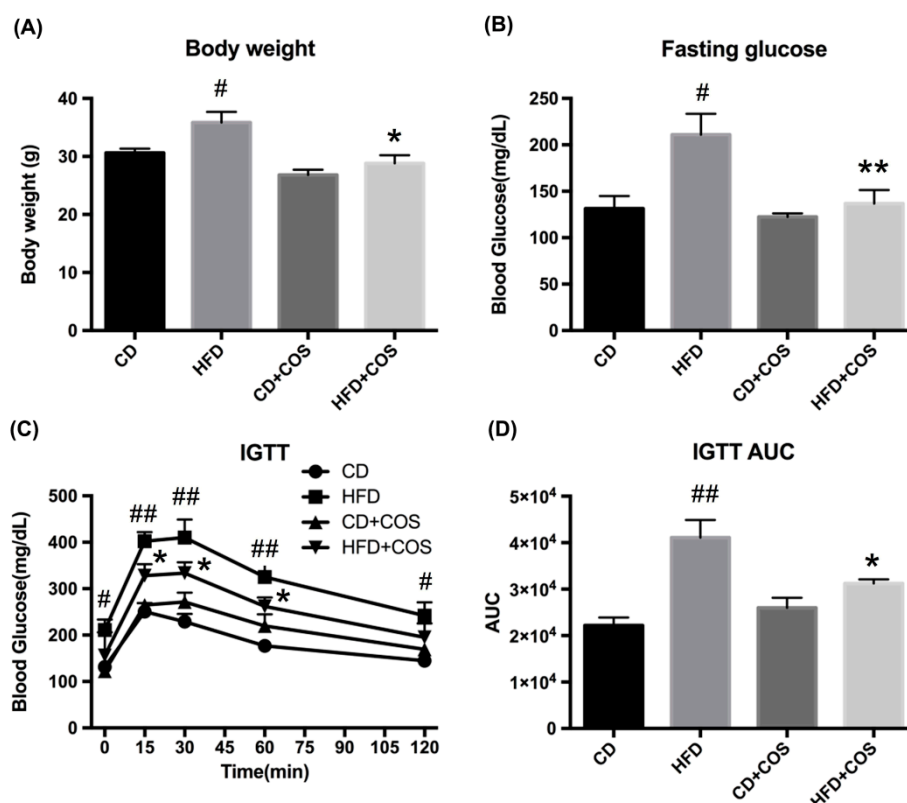 (A)
Body weight
#
*
Body weight (g)
40
30
20
10
0
CD
HFD
CD+COS
HFD+COS
(B)
Fasting glucose
#
**
Blood Glucose(mg/dL)
250
200
150
100
50
0
CD
HFD
CD+COS
HFD+COS
(C)
IGTT
CD
HFD
CD+COS
HFD+COS
#
##
##
##
#
*
*
*
Blood Glucose(mg/dL)
500
400
300
200
100
0
0 15 30 45 60 75 90 105 120
Time(min)
(D)
IGTT AUC
##
*
AUC
5×10⁴
4×10⁴
3×10⁴
2×10⁴
1×10⁴
0
CD
HFD
CD+COS
HFD+COS